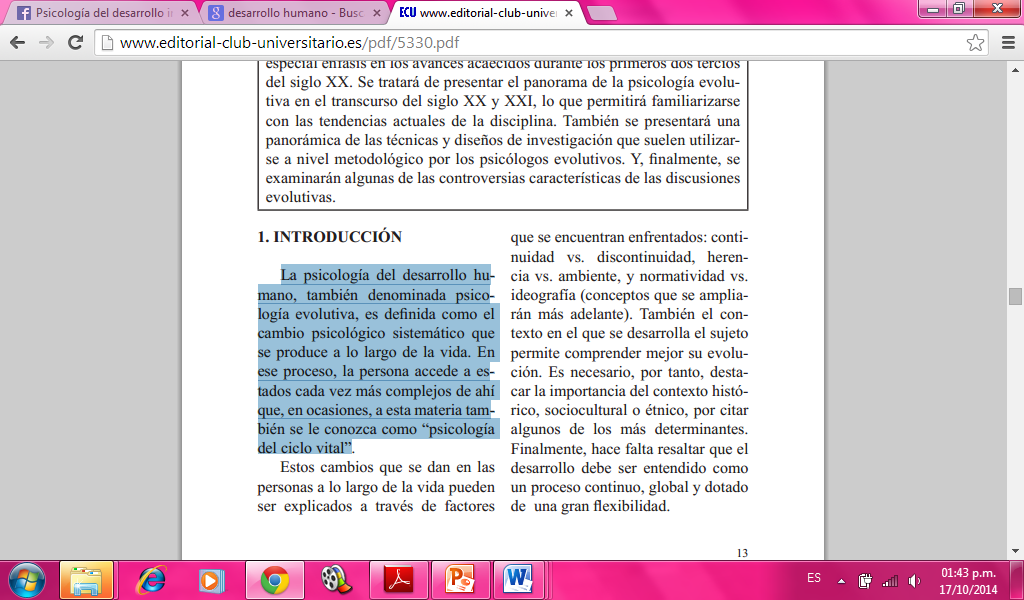 Psicología del desarrollo i
desarrollo humano - Busc
ECU www.editorial-club-univer
www.editorial-club-universitario.es/pdf/5330.pdf
especial énfasis en los avances acaecidos durante los primeros dos tercios
del siglo XX. Se tratará de presentar el panorama de la psicología evolu-
tiva en el transcurso del siglo XX y XXI, lo que permitirá familiarizarse
con las tendencias actuales de la disciplina. También se presentará una
panorámica de las técnicas y diseños de investigación que suelen utilizar-
se a nivel metodológico por los psicólogos evolutivos. Y, finalmente, se
examinarán algunas de las controversias características de las discusiones
evolutivas.
1. INTRODUCCIÓN
La psicología del desarrollo hu-
mano, también denominada psico-
logía evolutiva, es definida como el
cambio psicológico sistemático que
se produce a lo largo de la vida. En
ese proceso, la persona accede a es-
tados cada vez más complejos de ahí
que, en ocasiones, a esta materia tam-
bién se le conozca como “psicología
del ciclo vital”.
Estos cambios que se dan en las
personas a lo largo de la vida pueden
ser explicados a través de factores
que se encuentran enfrentados: conti-
nuidad vs. discontinuidad, heren-
cia vs. ambiente, y normatividad vs.
ideografía (conceptos que se amplia-
rán más adelante). También el con-
texto en el que se desarrolla el sujeto
permite comprender mejor su evolu-
ción. Es necesario, por tanto, desta-
car la importancia del contexto histó-
rico, sociocultural o étnico, por citar
algunos de los más determinantes.
Finalmente, hace falta resaltar que el
desarrollo debe ser entendido como
un proceso continuo, global y dotado
de una gran flexibilidad.
13
ES
01:43 p.m.
17/10/2014